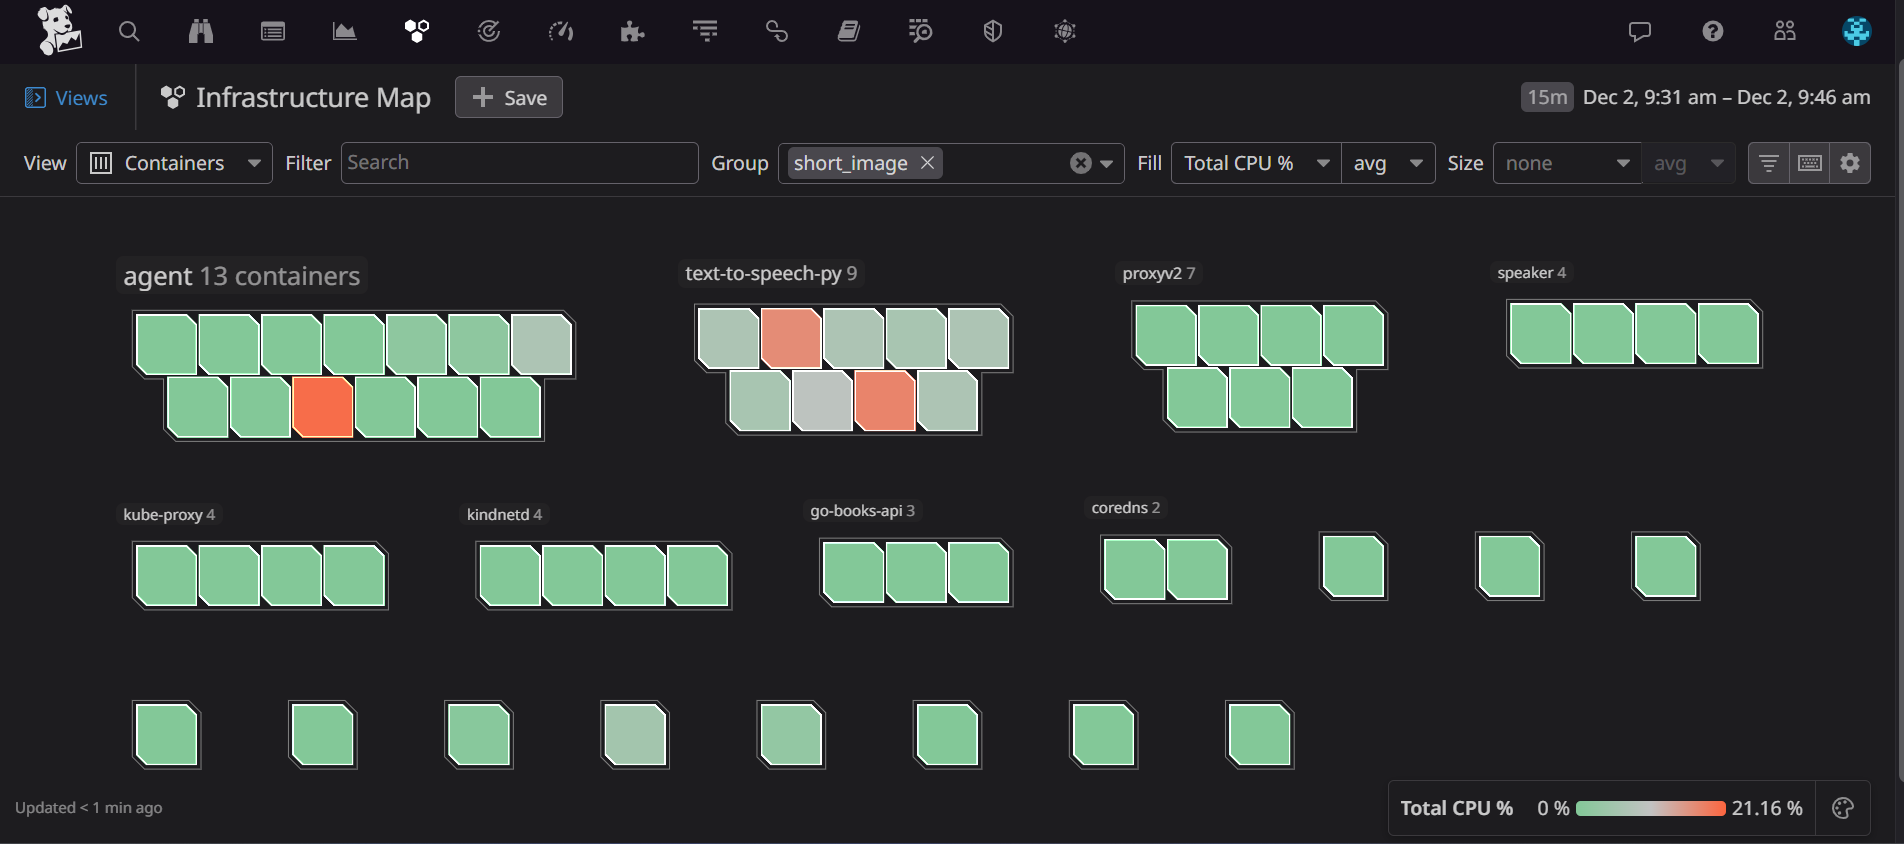 Views
Infrastructure Map
Save
15m Dec 2, 9:31 am – Dec 2, 9:46 am
View Containers Filter Search Group short_image Fill Total CPU % avg Size none avg
agent 13 containers
text-to-speech-py 9
proxyv2 7
speaker 4
kube-proxy 4
kindnetd 4
go-books-api 3
coredns 2
Updated < 1 min ago
Total CPU % 0 % 21.16 %